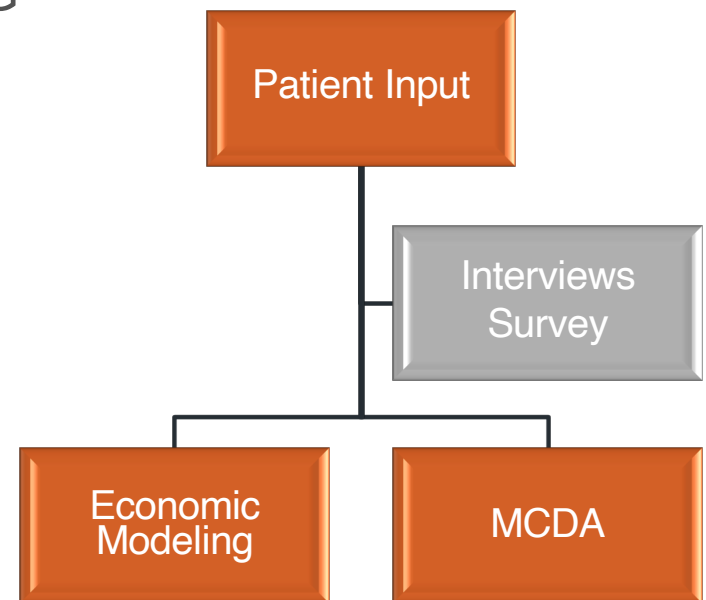 Patient Input
Interviews
Survey
Economic
Modeling
MCDA